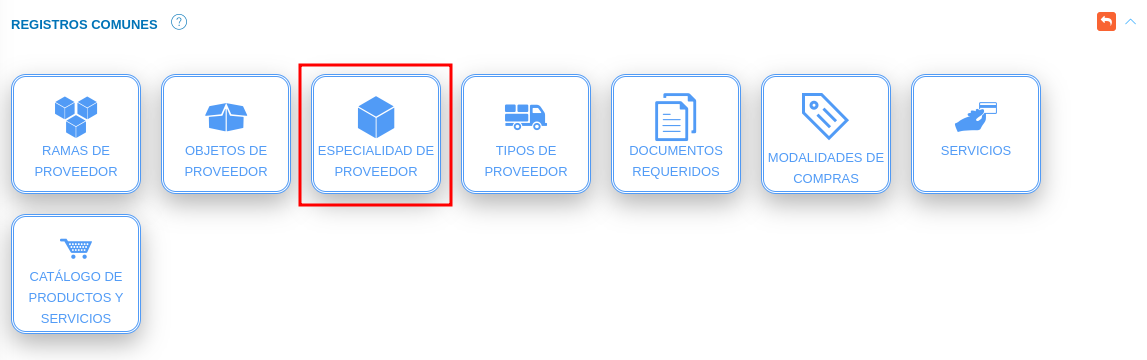 REGISTROS COMUNES ?
RAMAS DE
PROVEEDOR
OBJETOS DE
PROVEEDOR
ESPECIALIDAD DE
PROVEEDOR
TIPOS DE
PROVEEDOR
DOCUMENTOS
REQUERIDOS
MODALIDADES DE
COMPRAS
SERVICIOS
CATÁLOGO DE
PRODUCTOS Y
SERVICIOS